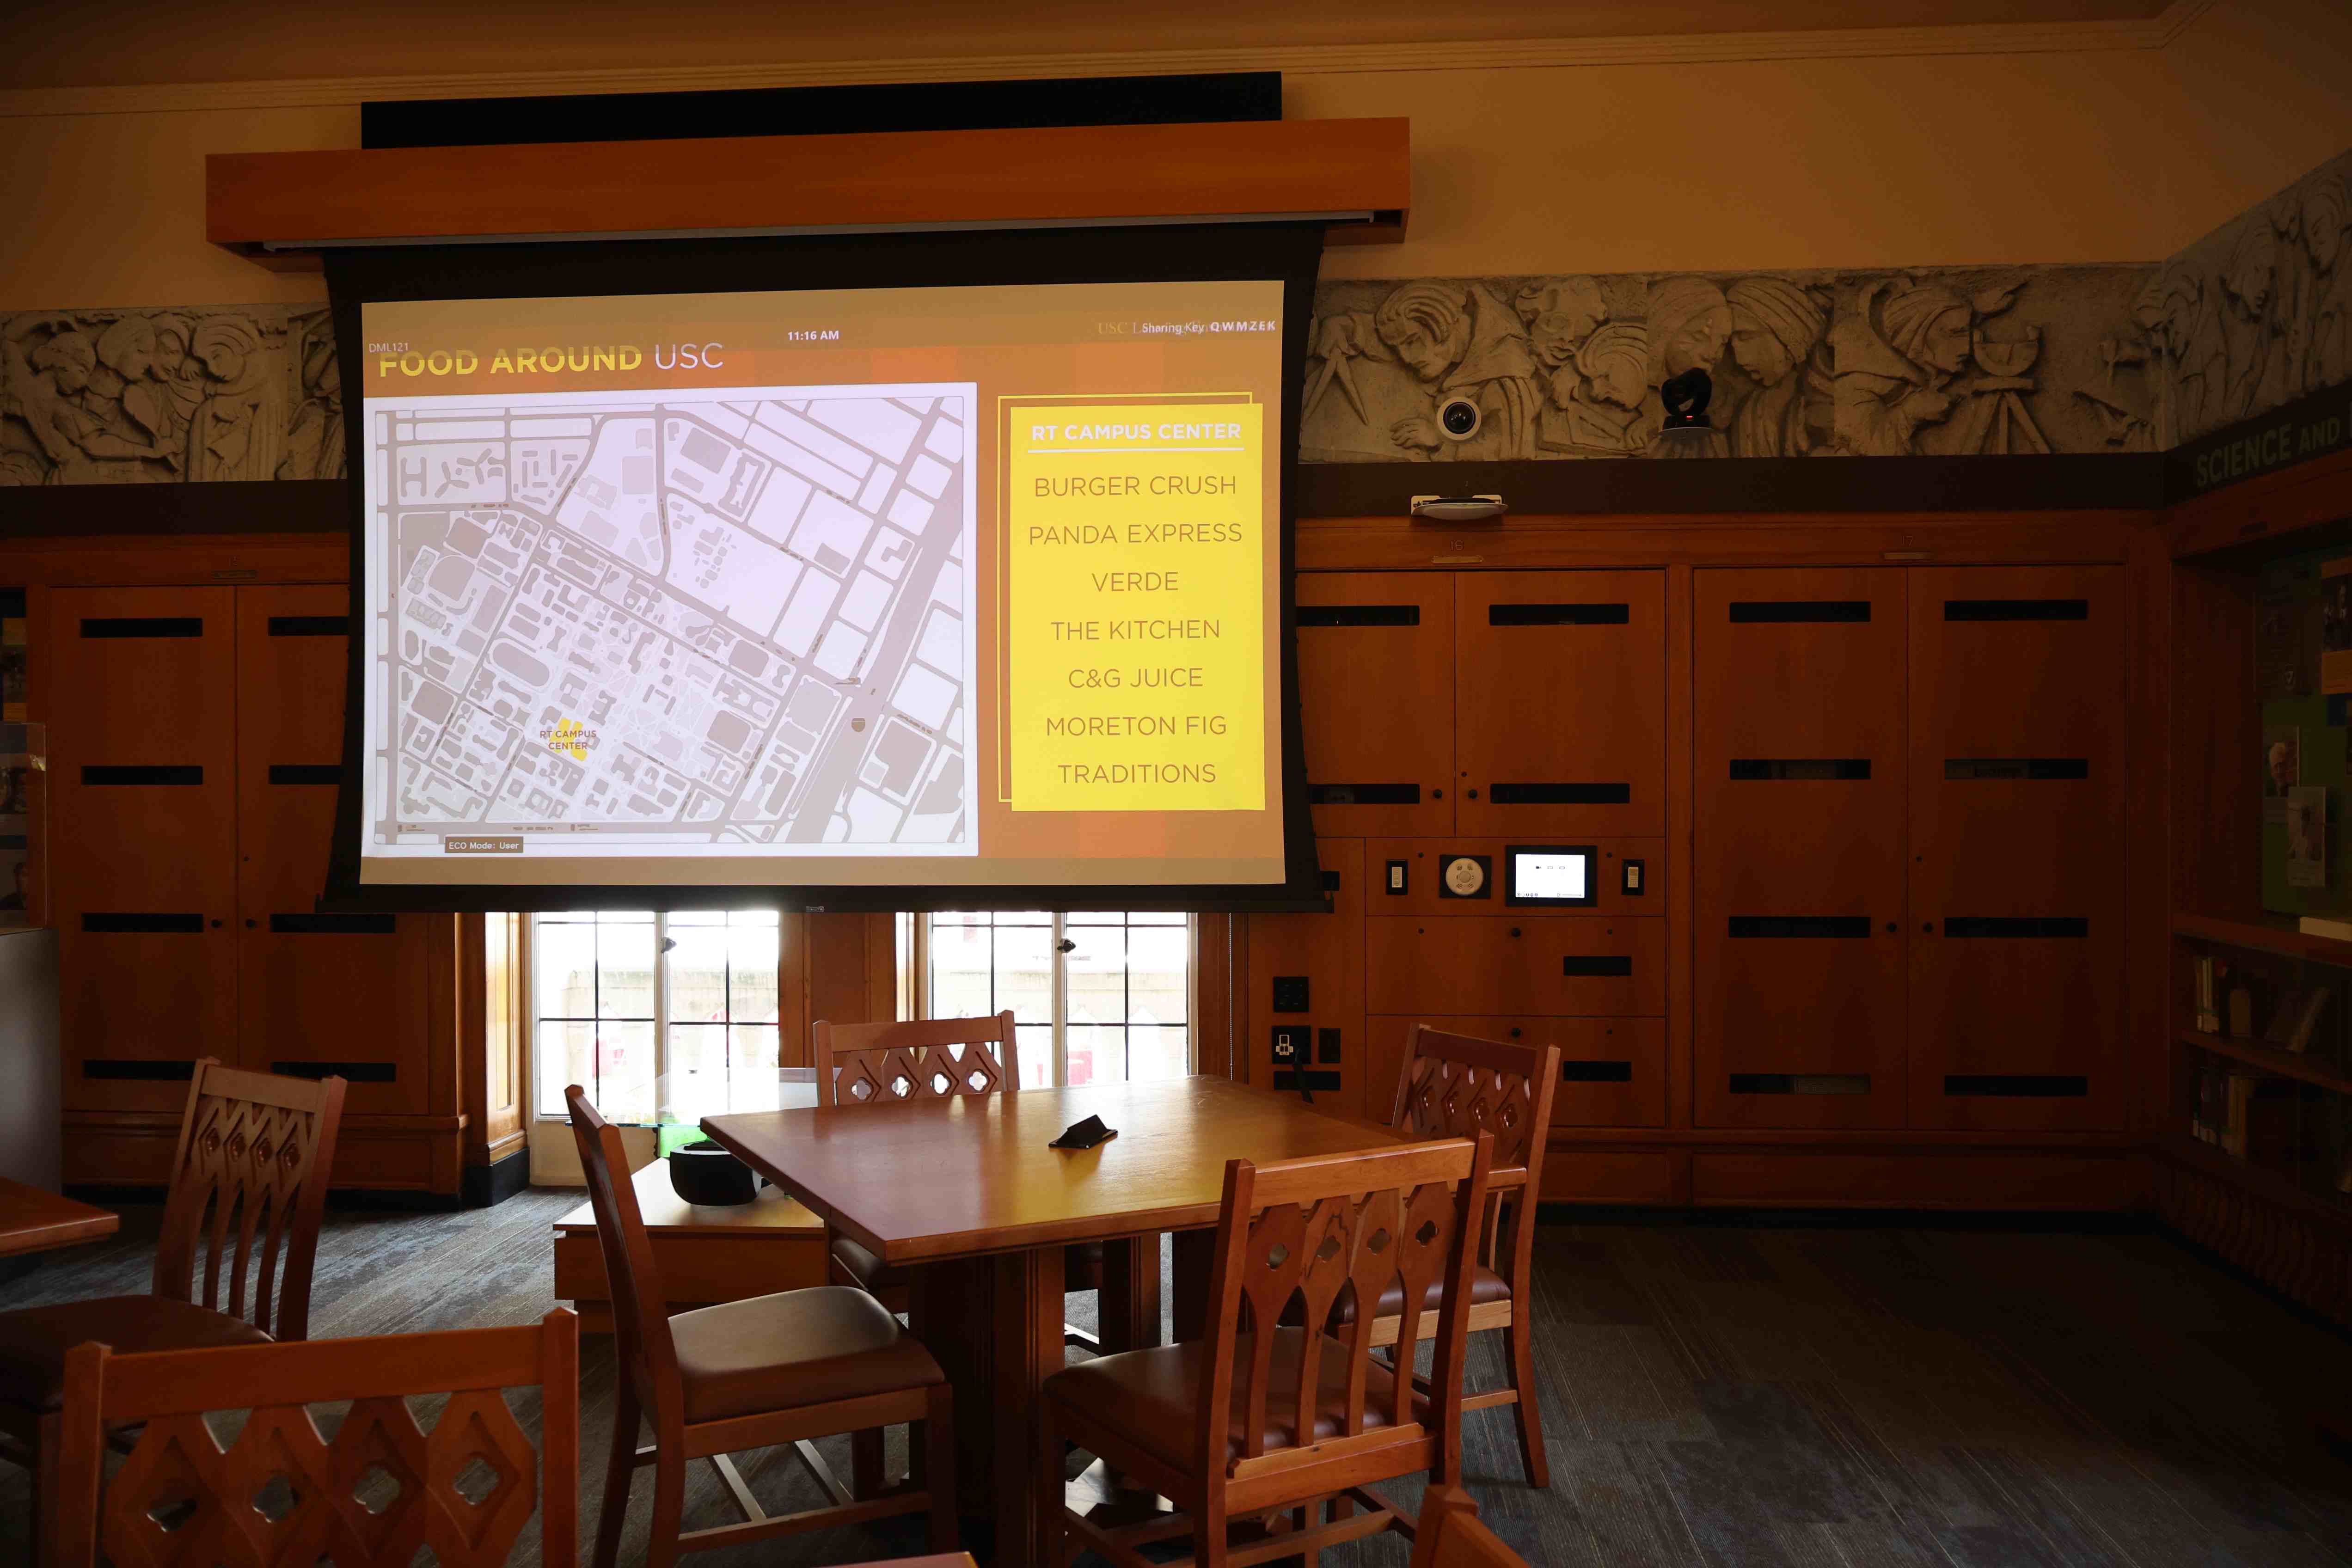 DML121
11:16 AM
Sharing Key QWMZEK
FOOD AROUND USC
RT CAMPUS CENTER
BURGER CRUSH
PANDA EXPRESS
VERDE
THE KITCHEN
C&G JUICE
MORETON FIG
TRADITIONS
RT CAMPUS
CENTER
ECO Mode: User
SCIENCE AND